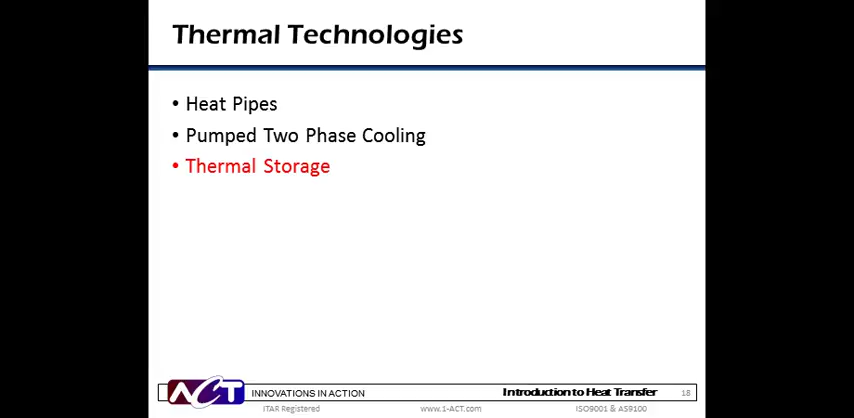 Thermal Technologies
• Heat Pipes
• Pumped Two Phase Cooling
• Thermal Storage
ACT INNOVATIONS IN ACTION Introduction to Heat Transfer 18
ITAR Registered www.1-ACT.com ISO9001 & AS9100